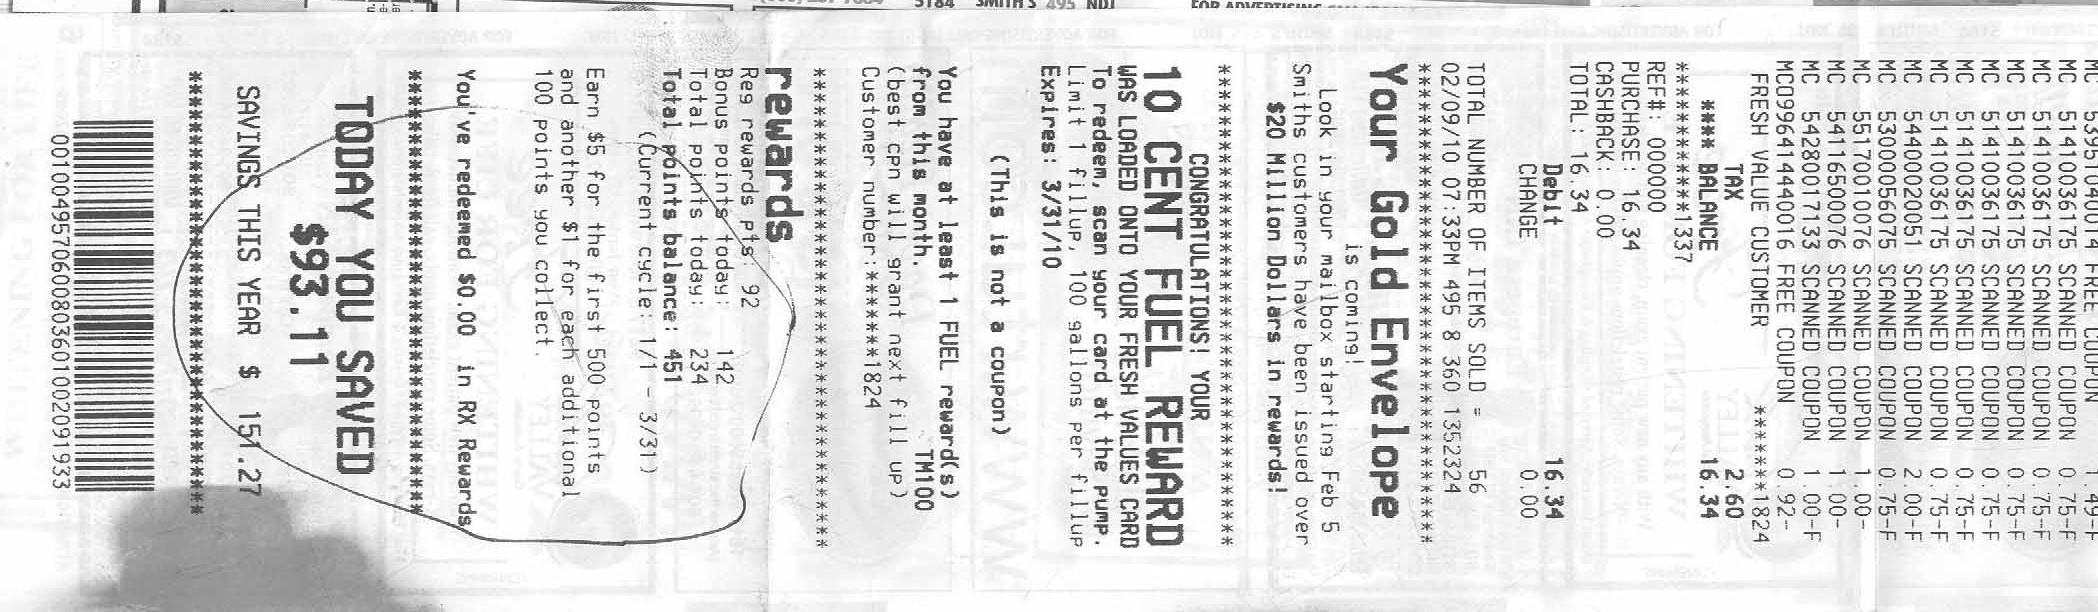 SMITH'S 495 NDI
FOR ADVERTISING
FREE COUPON 1.49-F
MC 51410036175 SCANNED COUPON 0.75-F
MC 51410036175 SCANNED COUPON 0.75-F
MC 51410036175 SCANNED COUPON 0.75-F
MC 51410036175 SCANNED COUPON 0.75-F
MC 51410036175 SCANNED COUPON 0.75-F
MC 51410036175 SCANNED COUPON 0.75-F
MC 54400020051 SCANNED COUPON 2.00-F
MC 53000056075 SCANNED COUPON 0.75-F
MC 55170010076 SCANNED COUPON 1.00-
MC 54116500076 SCANNED COUPON 1.00-
MC 54280017133 SCANNED COUPON 1.00-F
MC0996414440016 FREE COUPON 0.92-
FRESH VALUE CUSTOMER *******1824
TAX 2.60
**** BALANCE 16.34
************1337
REF#: 000000
PURCHASE: 16.34
CASHBACK: 0.00
TOTAL: 16.34
Debit 16.34
CHANGE 0.00
TOTAL NUMBER OF ITEMS SOLD = 56
02/09/10 07:33PM 495 8 360 1352324
******************************************
Your Gold Envelope
is coming!
Look in your mailbox starting Feb 5
Smiths customers have been issued over
$20 Million Dollars in rewards!
******************************************
CONGRATULATIONS! YOUR
10 CENT FUEL REWARD
WAS LOADED ONTO YOUR FRESH VALUES CARD
To redeem, scan your card at the pump.
Limit 1 fillup, 100 gallons per fillup
Expires: 3/31/10
(This is not a coupon)
You have at least 1 FUEL reward(s)
from this month. TM100
(best cpn will grant next fill up)
Customer number:*******1824
******************************************
rewards
Reg rewards pts: 92
Bonus points today: 142
Total points today: 234
Total points balance: 451
(Current cycle: 1/1 - 3/31)
Earn $5 for the first 500 points
and another $1 for each additional
100 points you collect.
You've redeemed $0.00 in RX Rewards
******************************************
TODAY YOU SAVED
$93.11
SAVINGS THIS YEAR $ 151.27
******************************************
0010049570600803601002091933